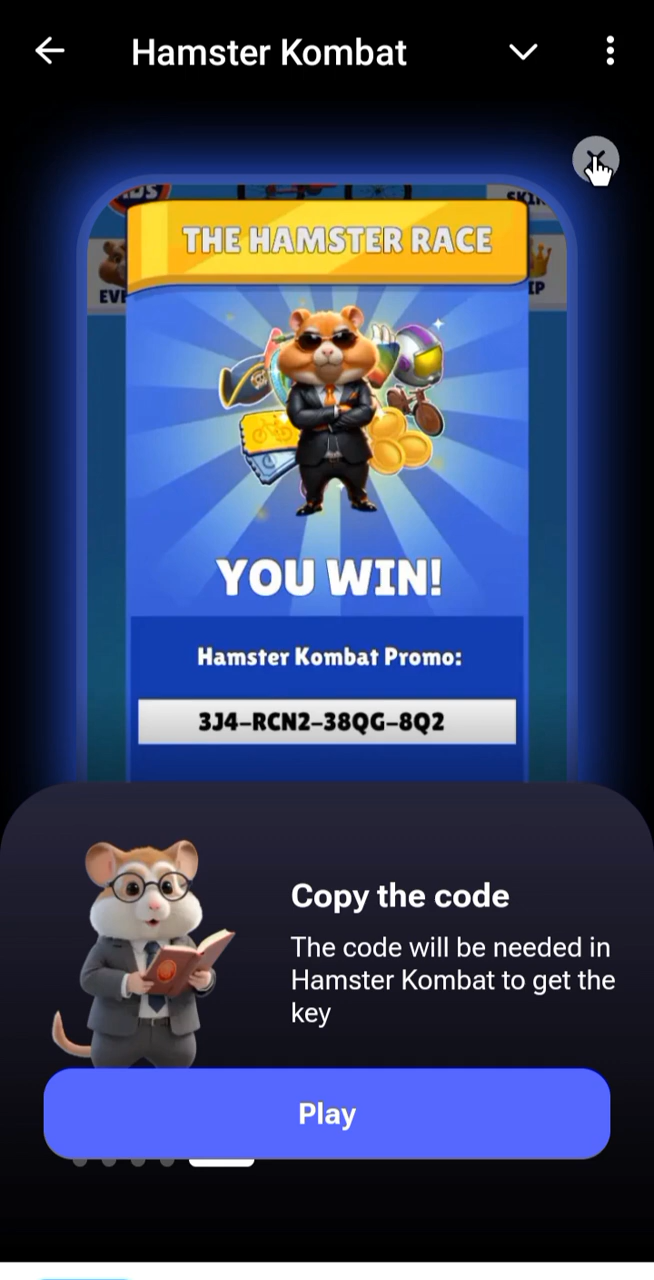 Hamster Kombat
THE HAMSTER RACE
YOU WIN!
Hamster Kombat Promo:
3J4-RCN2-38QG-8Q2
Copy the code
The code will be needed in
Hamster Kombat to get the
key
Play